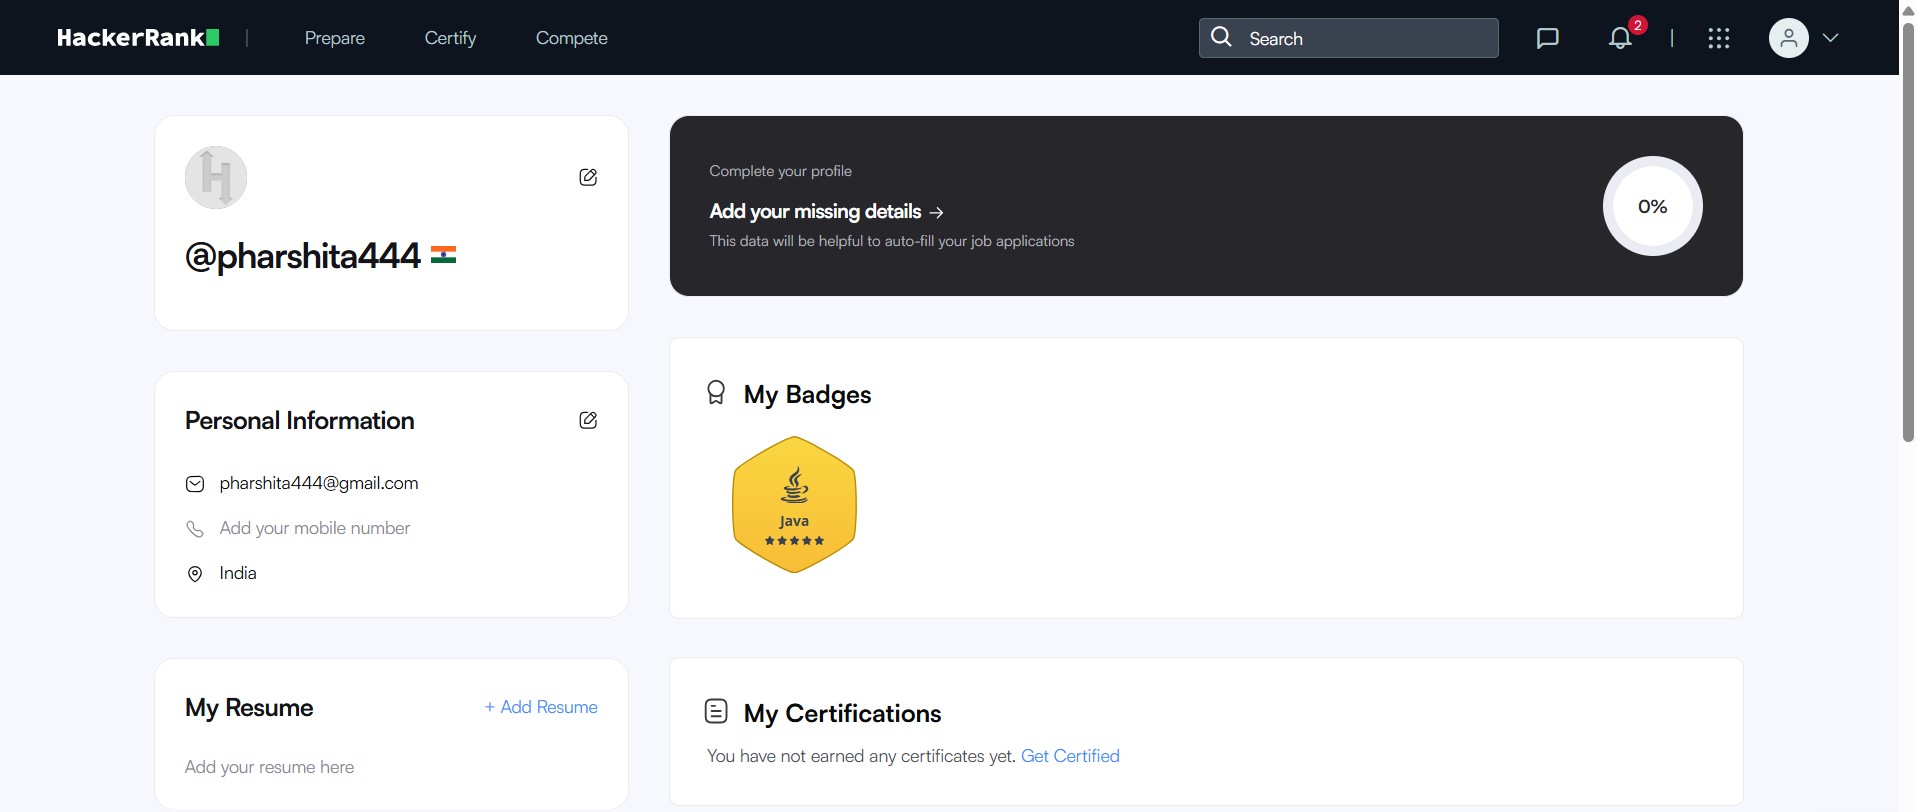 HackerRank | Prepare Certify Compete Search 2 |
@pharshita444
Personal Information
pharshita444@gmail.com
Add your mobile number
India
My Resume + Add Resume
Add your resume here
Complete your profile
Add your missing details →
This data will be helpful to auto-fill your job applications
0%
My Badges
Java
My Certifications
You have not earned any certificates yet. Get Certified